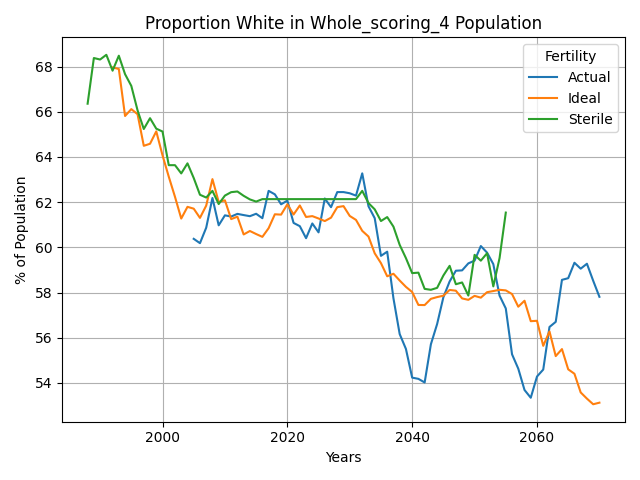 Proportion White in Whole_scoring_4 Population
Fertility
Actual
Ideal
Sterile
% of Population
68
66
64
62
60
58
56
54
2000
2020
2040
2060
Years